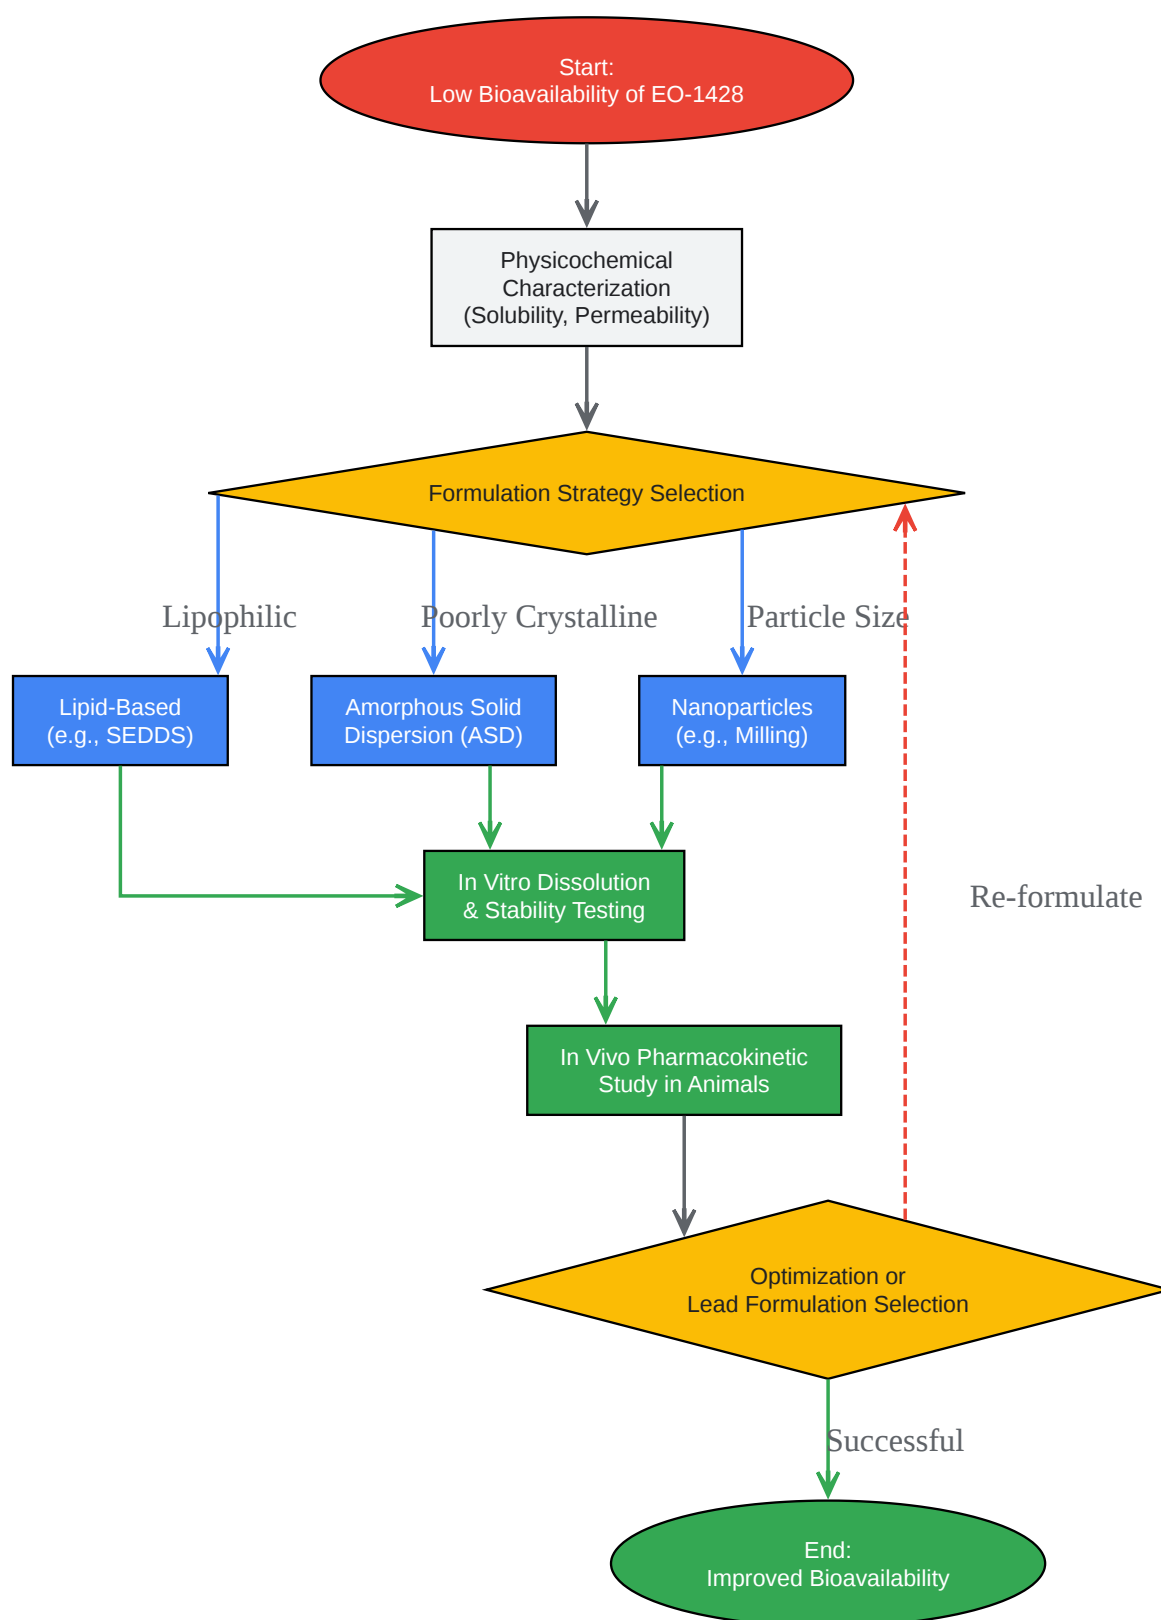 Start:
Low Bioavailability of EO-1428
Physicochemical
Characterization
(Solubility, Permeability)
Formulation Strategy Selection
Lipophilic
Poorly Crystalline
Particle Size
Lipid-Based
(e.g., SEDDS)
Amorphous Solid
Dispersion (ASD)
Nanoparticles
(e.g., Milling)
In Vitro Dissolution
& Stability Testing
Re-formulate
In Vivo Pharmacokinetic
Study in Animals
Optimization or
Lead Formulation Selection
Successful
End:
Improved Bioavailability